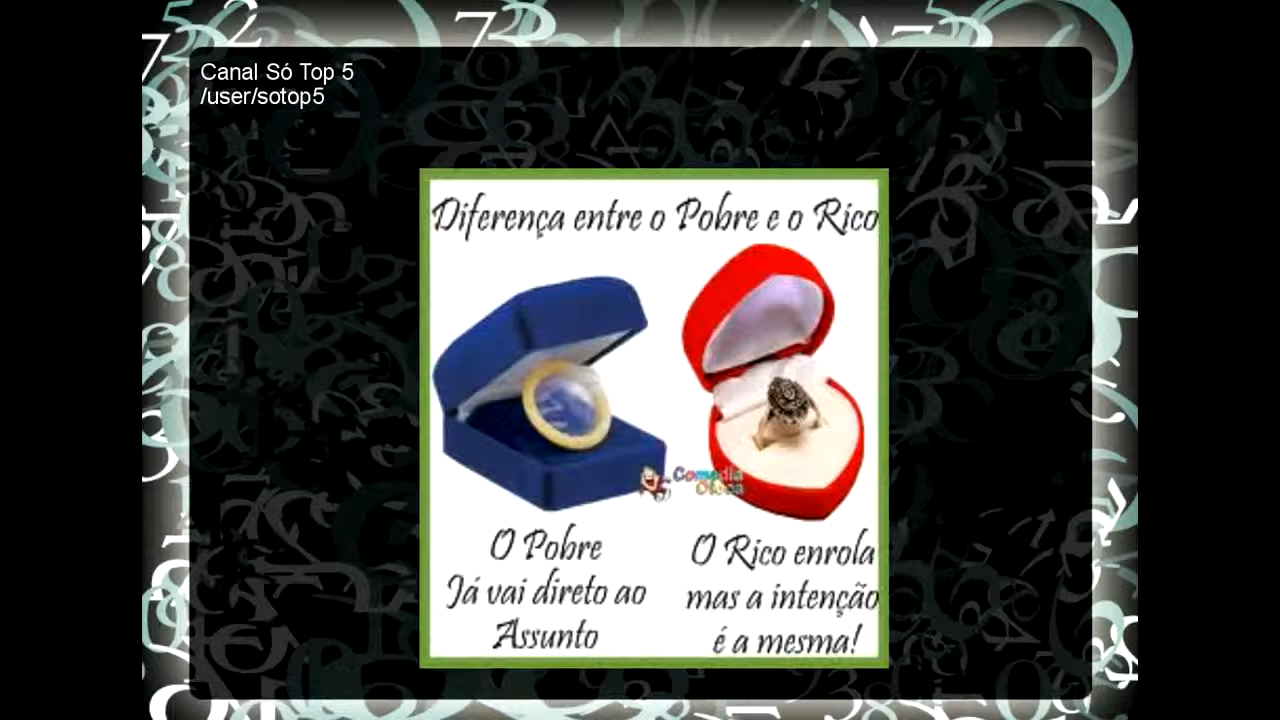 Canal Só Top 5
/user/sotop5
Diferença entre o Pobre e o Rico
O Pobre
Já vai direto ao
Assunto
O Rico enrola
mas a intenção
é a mesma!